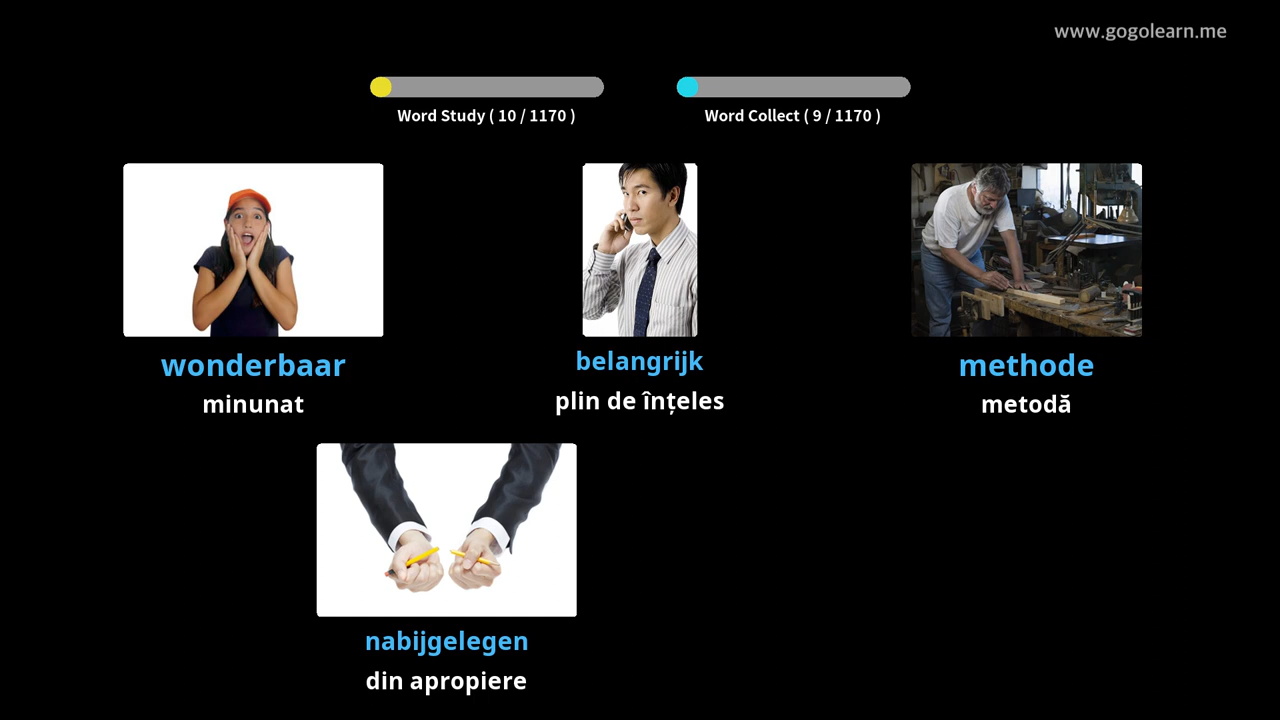 www.gogolearn.me
Word Study ( 10 / 1170 )
Word Collect ( 9 / 1170 )
wonderbaar
minunat
belangrijk
plin de înțeles
methode
metodă
nabijgelegen
din apropiere